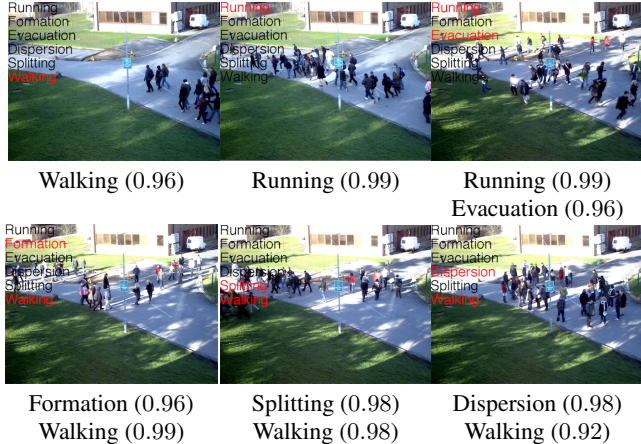 Running
Formation
Evacuation
Dispersion
Splitting
Walking
Running
Formation
Evacuation
Dispersion
Splitting
Walking
Running
Formation
Evacuation
Dispersion
Splitting
Walking
Walking (0.96)
Running (0.99)
Running (0.99)
Evacuation (0.96)
Running
Formation
Evacuation
Dispersion
Splitting
Walking
Running
Formation
Evacuation
Dispersion
Splitting
Walking
Running
Formation
Evacuation
Dispersion
Splitting
Walking
Formation (0.96)
Walking (0.99)
Splitting (0.98)
Walking (0.98)
Dispersion (0.98)
Walking (0.92)